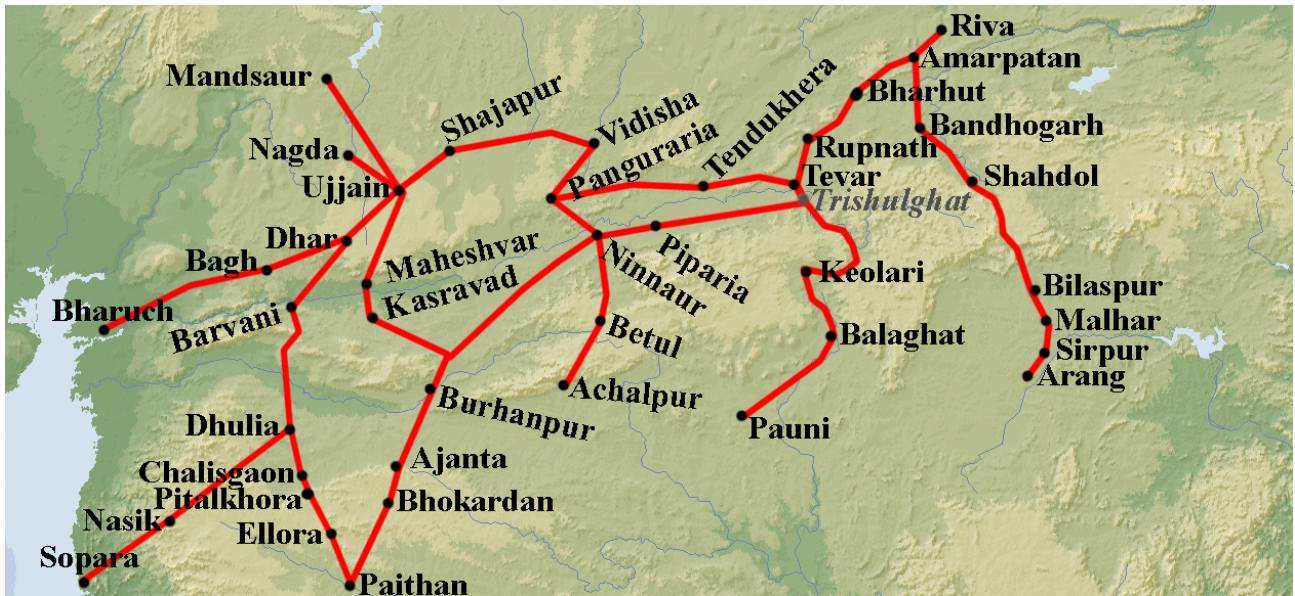 Riva
Amarpatan
Mandsaur
Bharhut
Tendukhera
Shajapur
Vidisha
Bandhogarh
Nagda
Panguraria
Rupnath
Ujjain
Tevar
Shahdol
Trishulghat
Dhar
Maheshvar
Bagh
Ninnaur
Piparia
Keolari
Kasravad
Bilaspur
Bharuch
Barvani
Malhar
Betul
Balaghat
Sirpur
Arang
Achalpur
Burhanpur
Dhulia
Pauni
Ajanta
Chalisgaon
Pitalkhora
Bhokardan
Nasik
Ellora
Sopara
Paithan